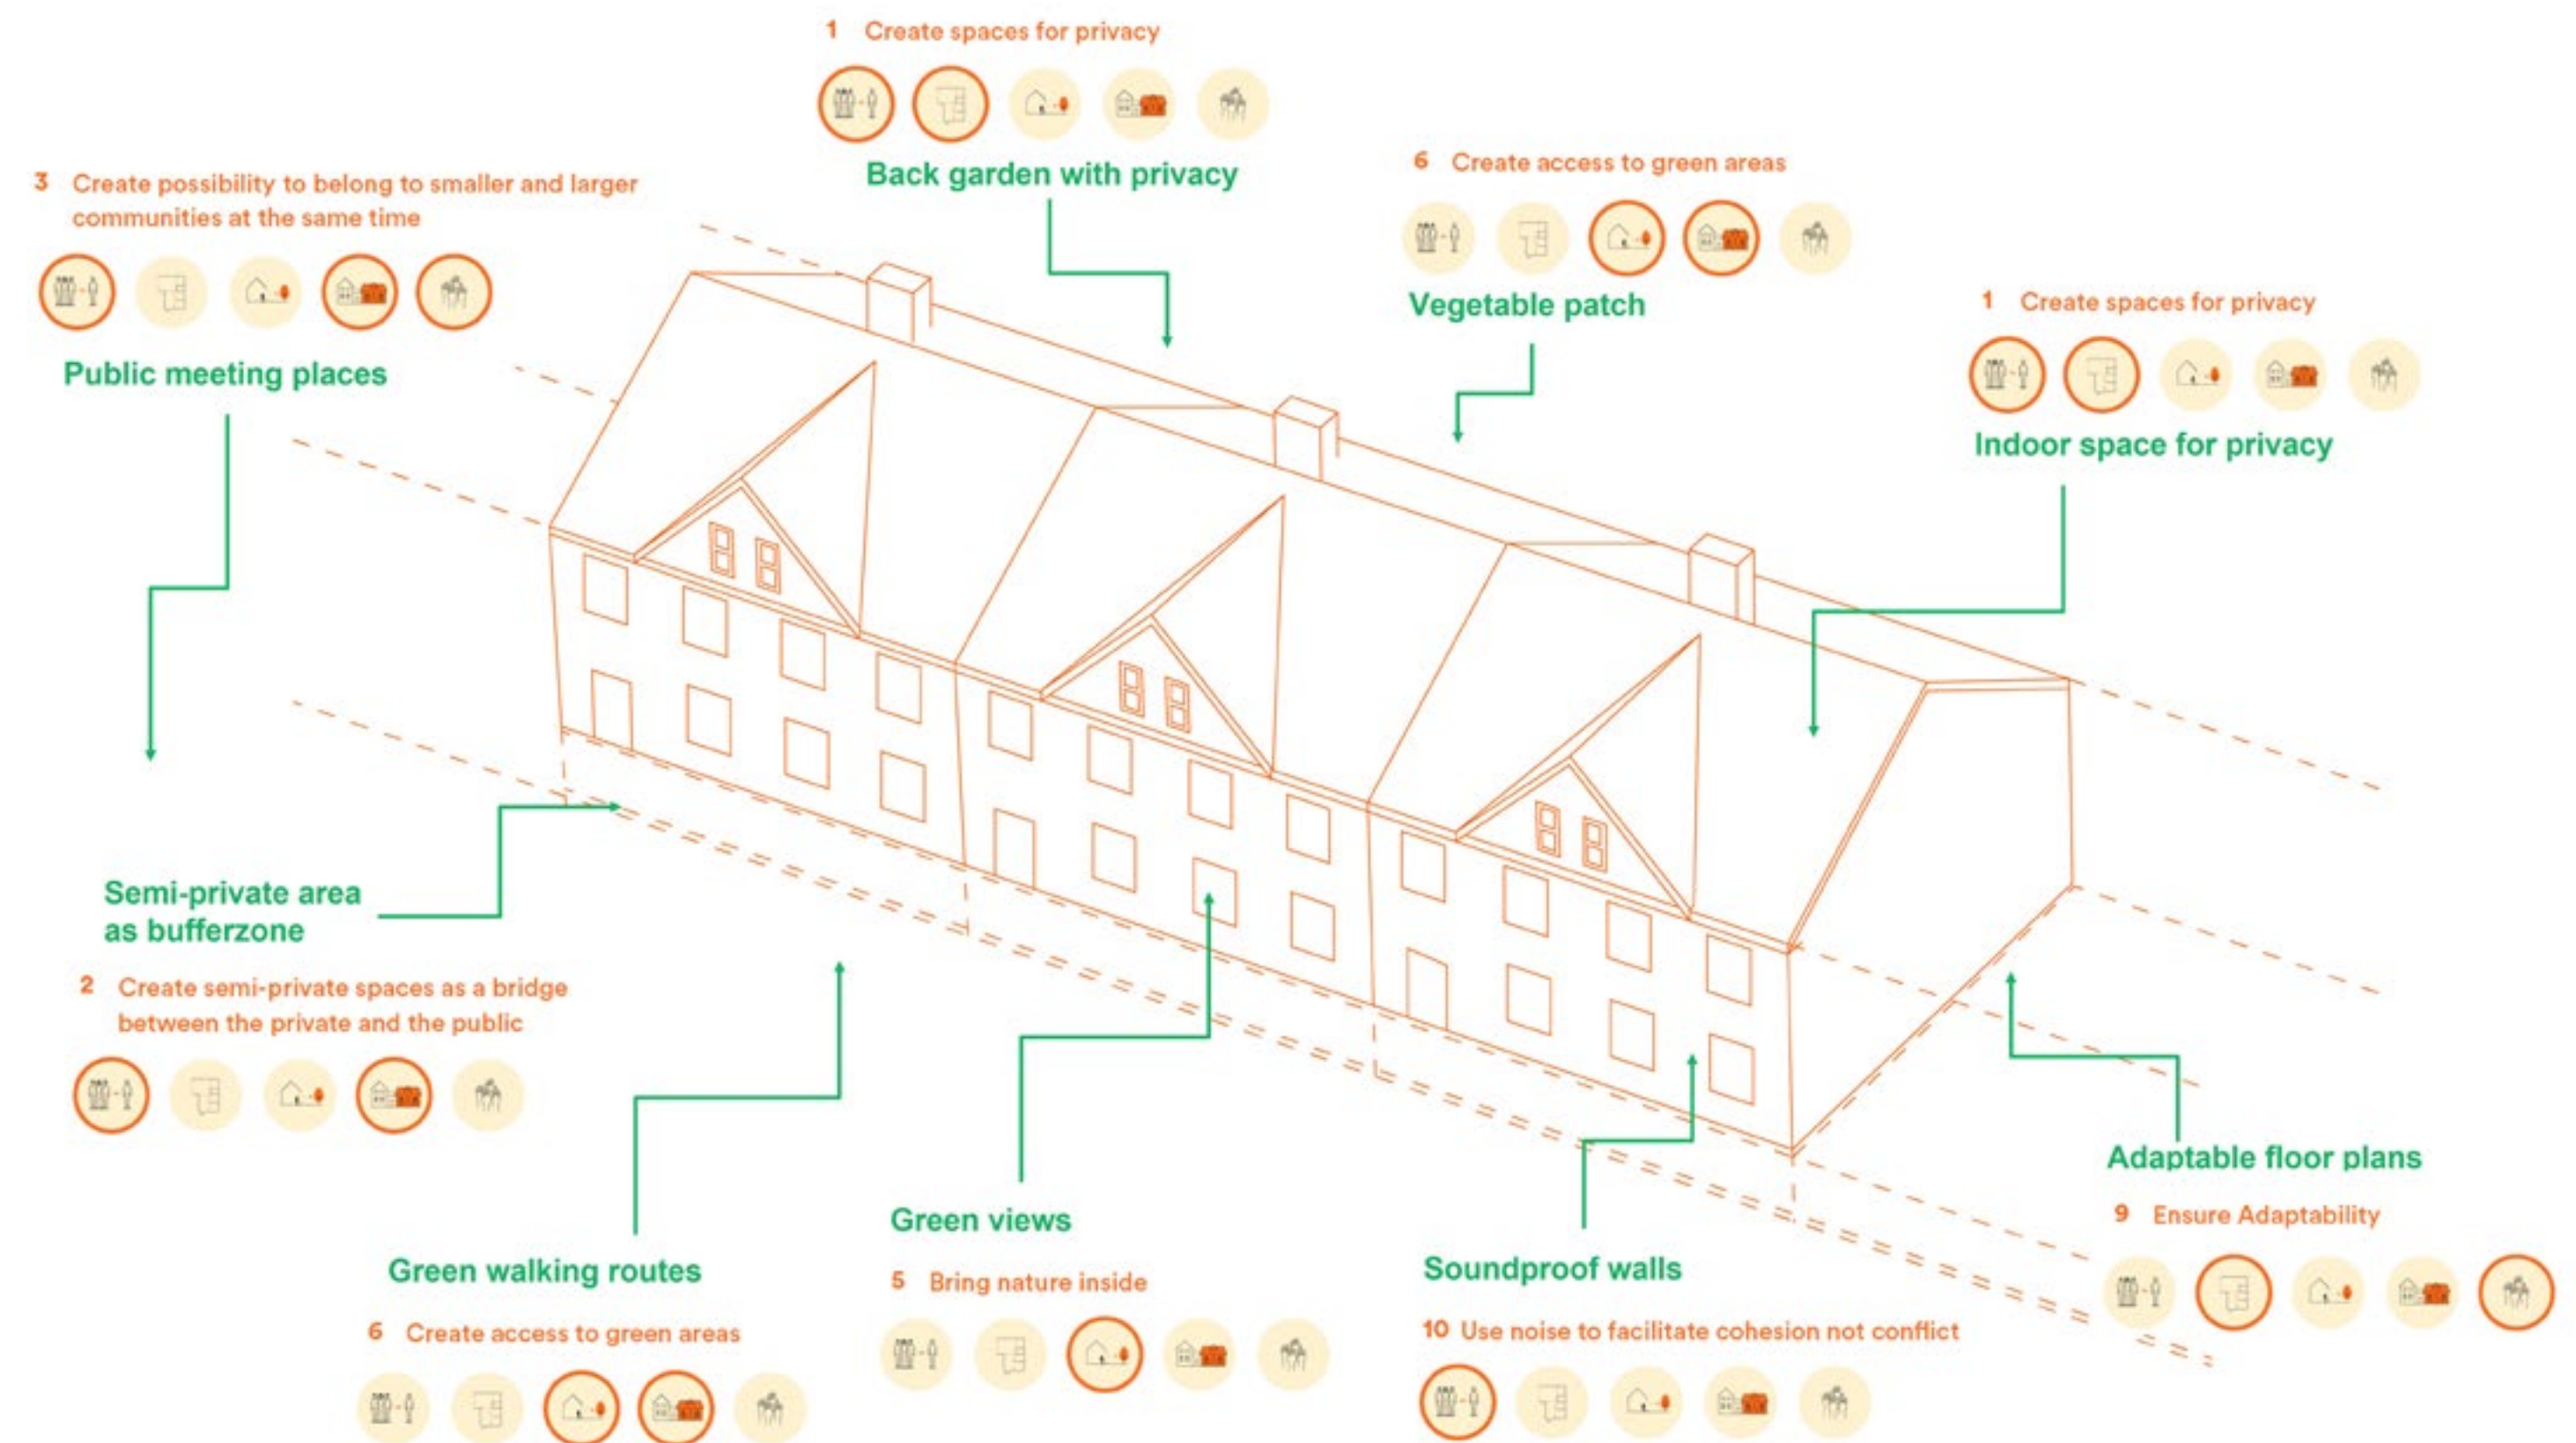 1 Create spaces for privacy
Back garden with privacy
6 Create access to green areas
Vegetable patch
3 Create possibility to belong to smaller and larger
communities at the same time
Public meeting places
1 Create spaces for privacy
Indoor space for privacy
Semi-private area
as bufferzone
2 Create semi-private spaces as a bridge
between the private and the public
Green walking routes
6 Create access to green areas
Green views
5 Bring nature inside
Soundproof walls
10 Use noise to facilitate cohesion not conflict
Adaptable floor plans
9 Ensure Adaptability